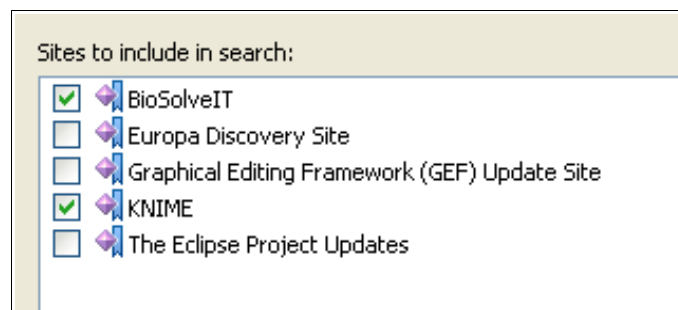 Sites to include in search:
BioSolveIT
Europa Discovery Site
Graphical Editing Framework (GEF) Update Site
KNIME
The Eclipse Project Updates